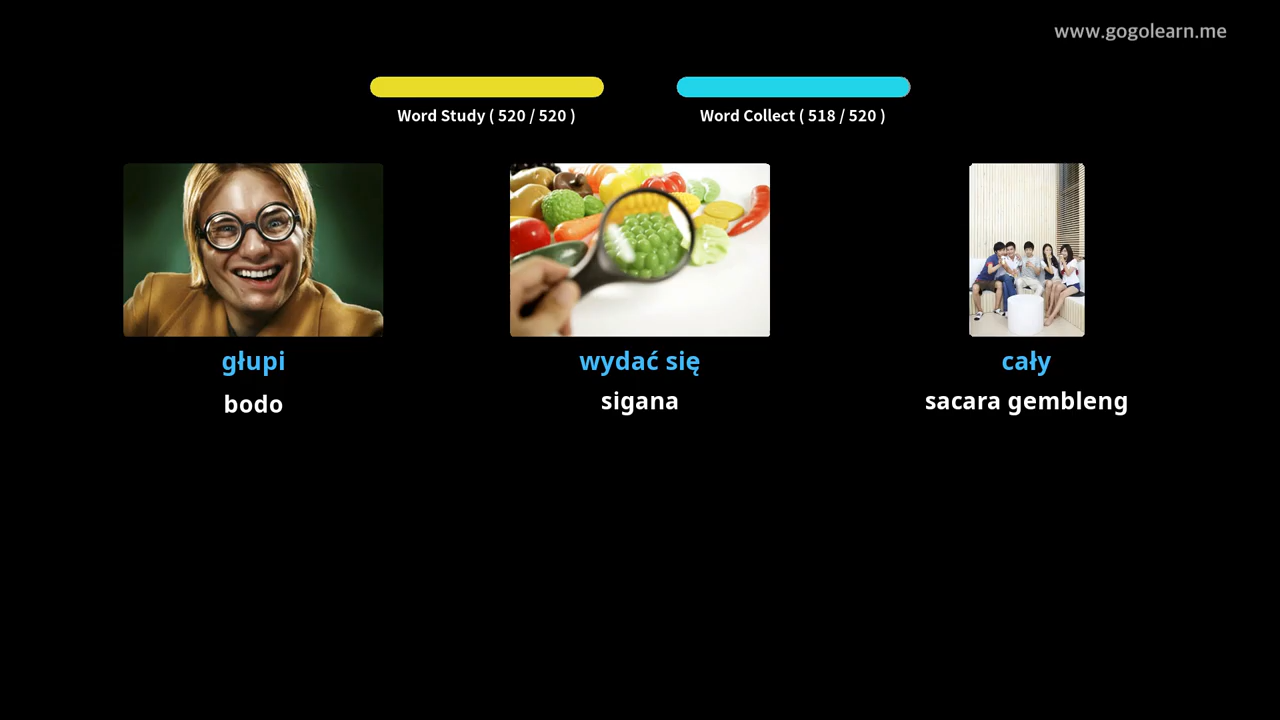 www.gogolearn.me
Word Study ( 520 / 520 )
Word Collect ( 518 / 520 )
głupi
wydać się
cały
bodo
sigana
sacara gembleng